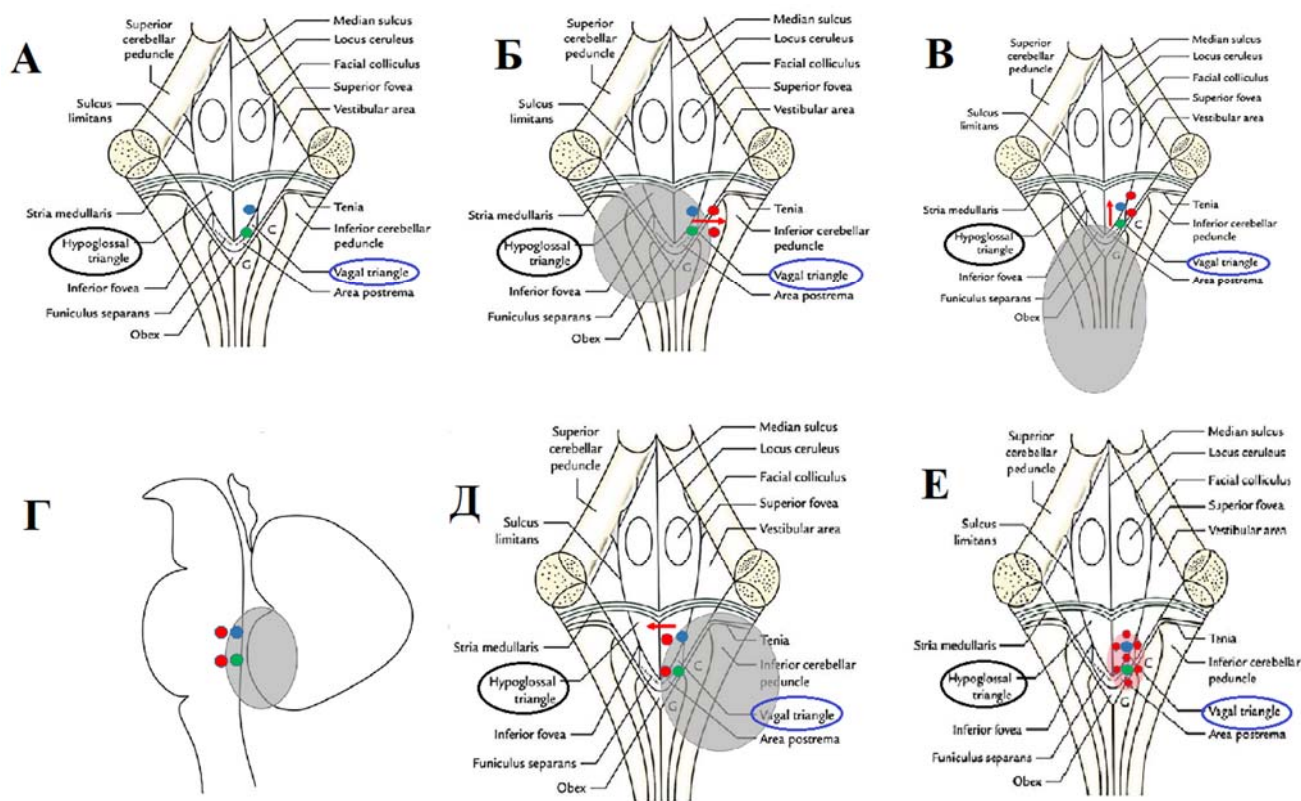 А
Superior
cerebellar
peduncle
Median sulcus
Locus ceruleus
Facial colliculus
Superior fovea
Vestibular area
Sulcus
limitans
Stria medullaris
Hypoglossal
triangle
Inferior fovea
Funiculus separans
Obex
Tenia
Inferior cerebellar
peduncle
Vagal triangle
Area postrema
C
G
Б
Superior
cerebellar
peduncle
Median sulcus
Locus ceruleus
Facial colliculus
Superior fovea
Vestibular area
Sulcus
limitans
Stria medullaris
Hypoglossal
triangle
Inferior fovea
Funiculus separans
Obex
Tenia
Inferior cerebellar
peduncle
Vagal triangle
Area postrema
C
G
В
Superior
cerebellar
peduncle
Median sulcus
Locus ceruleus
Facial colliculus
Superior fovea
Vestibular area
Sulcus
limitans
Stria medullaris
Hypoglossal
triangle
Inferior fovea
Funiculus separans
Obex
Tenia
Inferior cerebellar
peduncle
Vagal triangle
Area postrema
C
G
Г
Д
Superior
cerebellar
peduncle
Median sulcus
Locus ceruleus
Facial colliculus
Superior fovea
Vestibular area
Sulcus
limitans
Stria medullaris
Hypoglossal
triangle
Inferior fovea
Funiculus separans
Obex
Tenia
Inferior cerebellar
peduncle
Vagal triangle
Area postrema
C
G
Е
Superior
cerebellar
peduncle
Median sulcus
Locus ceruleus
Facial colliculus
Superior fovea
Vestibular area
Sulcus
limitans
Stria medullaris
Hypoglossal
triangle
Inferior fovea
Funiculus separans
Obex
Tenia
Inferior cerebellar
peduncle
Vagal triangle
Area postrema
C
G